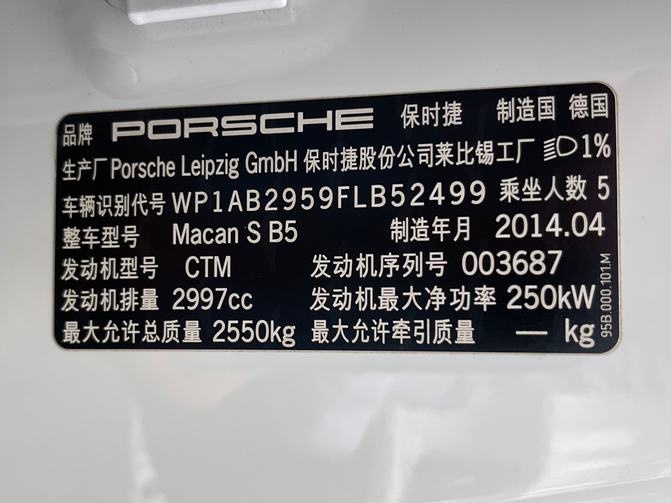 品牌 PORSCHE 保时捷 制造国 德国
生产厂 Porsche Leipzig GmbH 保时捷股份公司莱比锡工厂 1%
车辆识别代号 WP1AB2959FLB52499 乘坐人数 5
整车型号 Macan S B5 制造年月 2014.04
发动机型号 CTM 发动机序列号 003687
发动机排量 2997cc 发动机最大净功率 250kW
最大允许总质量 2550kg 最大允许牵引质量 — kg
95B.000.101.M